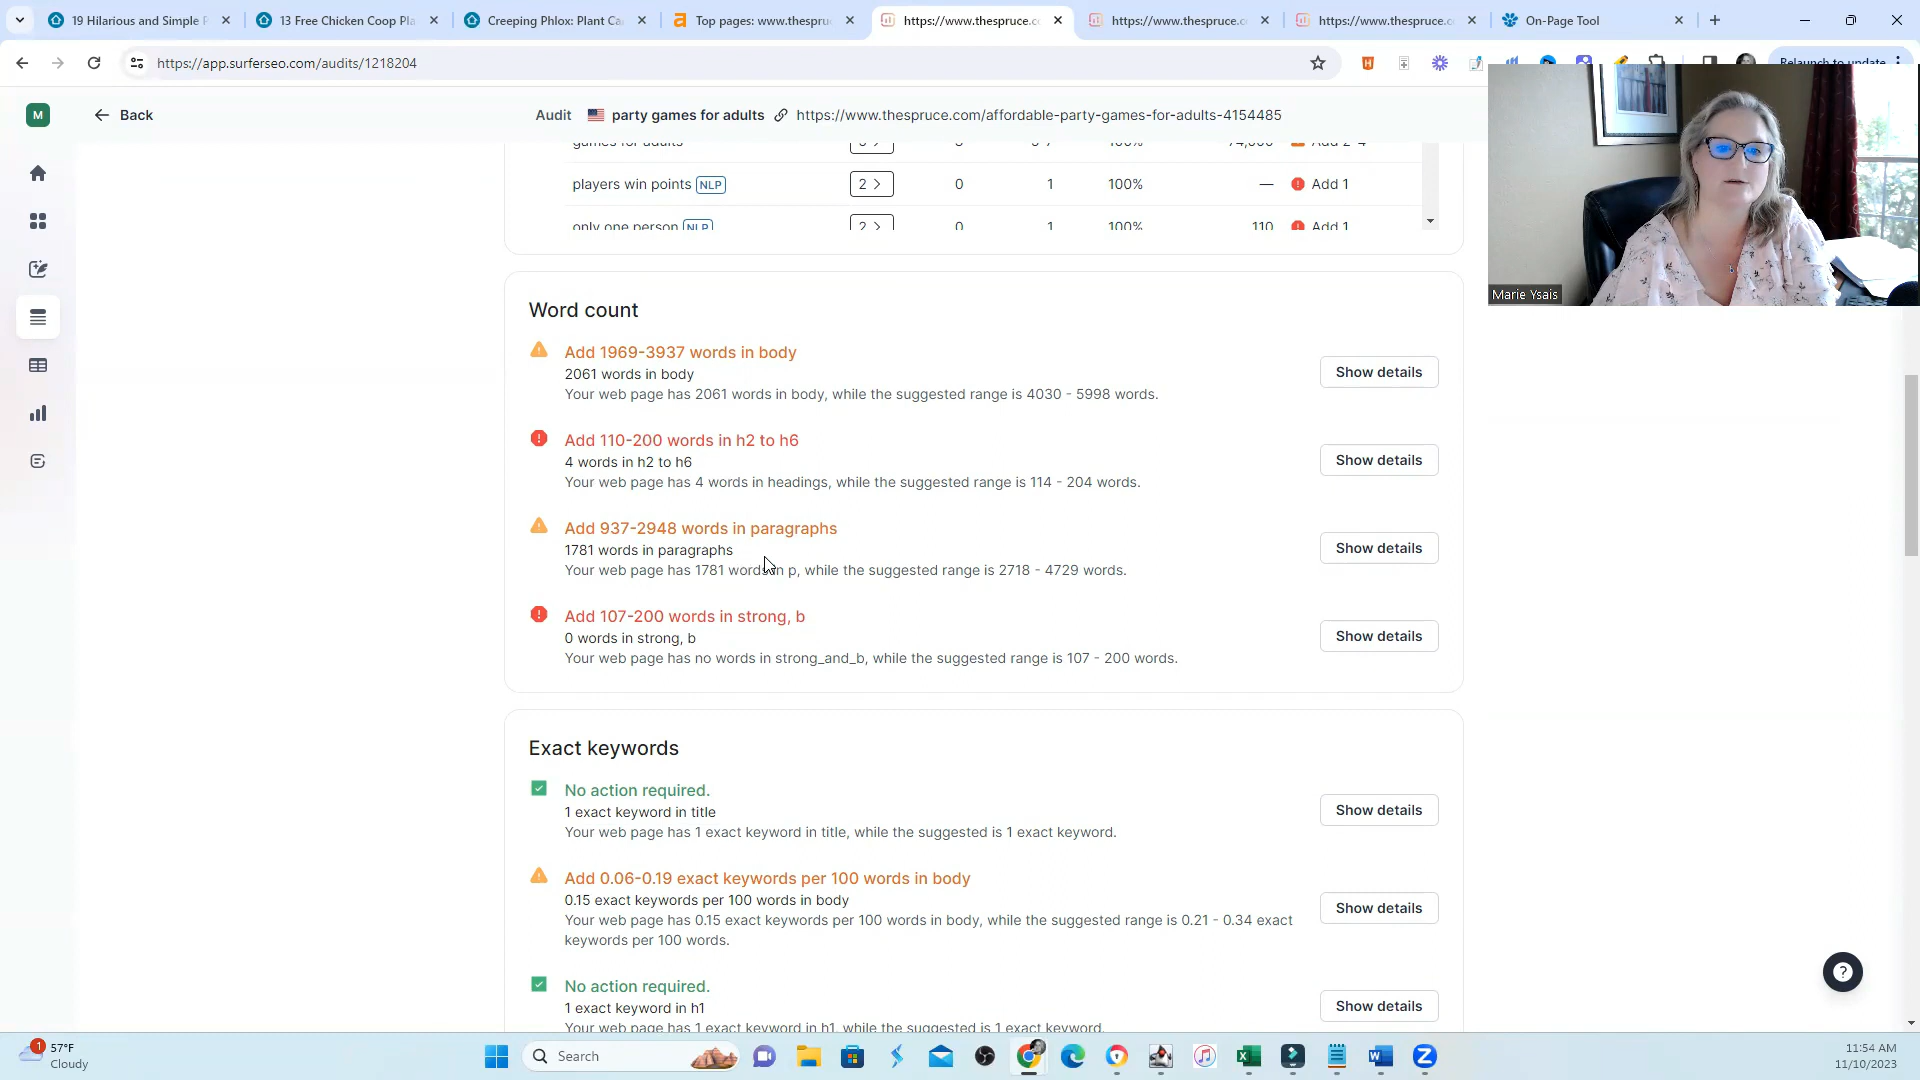 19 Hilarious and Simple P
13 Free Chicken Coop Pla
Creeping Phlox: Plant Ca
Top pages: www.thespru
https://www.thespruce.c
https://www.thespruce.co
https://www.thespruce.c
On-Page Tool
https://app.surferseo.com/audits/1218204
Relaunch to update
M
Back
Audit party games for adults https://www.thespruce.com/affordable-party-games-for-adults-4154485
games for adults 100% 74,000 Add 2-4
players win points NLP 2 > 0 1 100% — Add 1
only one person NLP 2 > 0 1 100% 110 Add 1
Marie Ysais
Word count
Add 1969-3937 words in body
2061 words in body
Your web page has 2061 words in body, while the suggested range is 4030 - 5998 words.
Show details
Add 110-200 words in h2 to h6
4 words in h2 to h6
Your web page has 4 words in headings, while the suggested range is 114 - 204 words.
Show details
Add 937-2948 words in paragraphs
1781 words in paragraphs
Your web page has 1781 words in p, while the suggested range is 2718 - 4729 words.
Show details
Add 107-200 words in strong, b
0 words in strong, b
Your web page has no words in strong_and_b, while the suggested range is 107 - 200 words.
Show details
Exact keywords
No action required.
1 exact keyword in title
Your web page has 1 exact keyword in title, while the suggested is 1 exact keyword.
Show details
Add 0.06-0.19 exact keywords per 100 words in body
0.15 exact keywords per 100 words in body
Your web page has 0.15 exact keywords per 100 words in body, while the suggested range is 0.21 - 0.34 exact
keywords per 100 words.
Show details
No action required.
1 exact keyword in h1
Your web page has 1 exact keyword in h1, while the suggested is 1 exact keyword.
Show details
1
57°F
Cloudy
Search
11:54 AM
11/10/2023